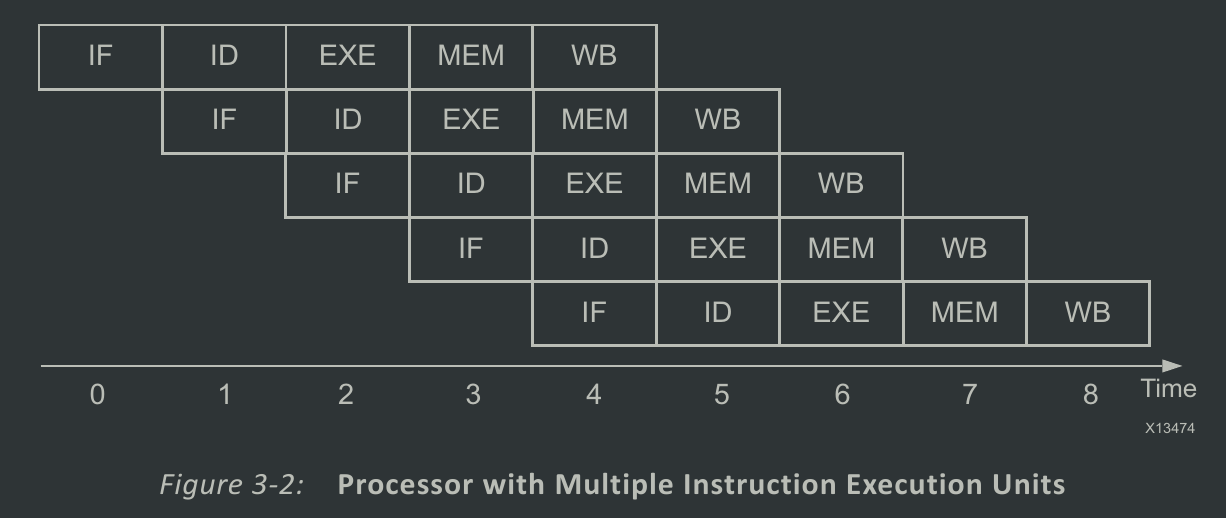 IF ID EXE MEM WB
IF ID EXE MEM WB
IF ID EXE MEM WB
IF ID EXE MEM WB
IF ID EXE MEM WB
0 1 2 3 4 5 6 7 8 Time
X13474
Figure 3-2: Processor with Multiple Instruction Execution Units